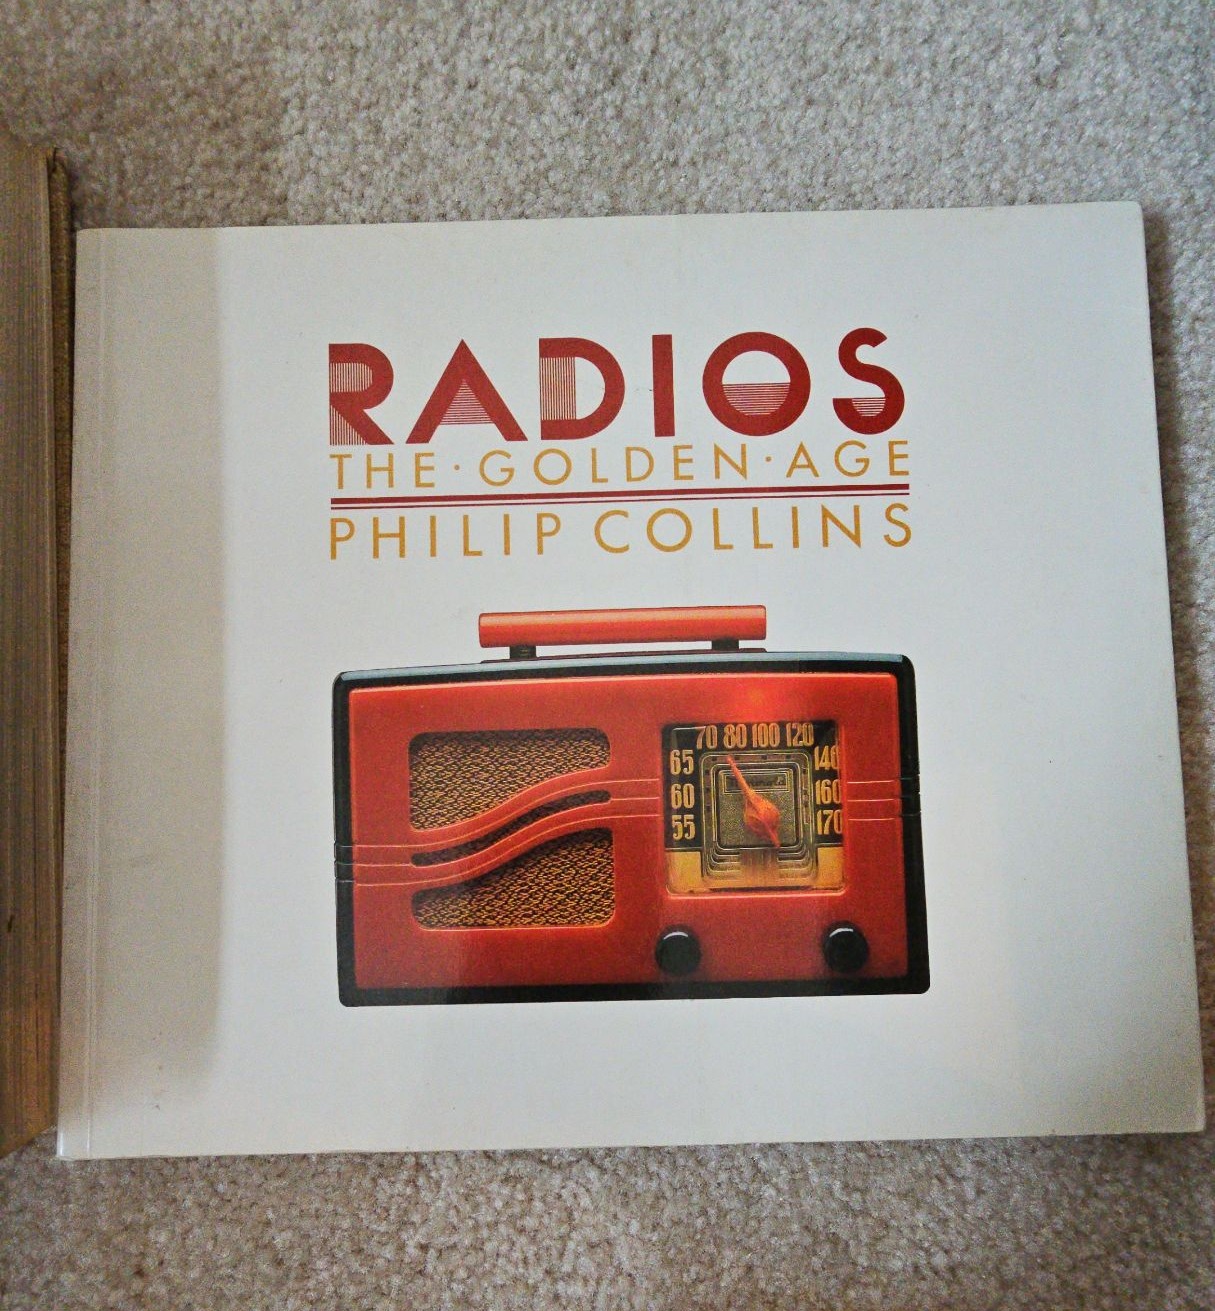 RADIOS
THE·GOLDEN·AGE
PHILIP COLLINS
70 80 100 120
65 140
60 160
55 170